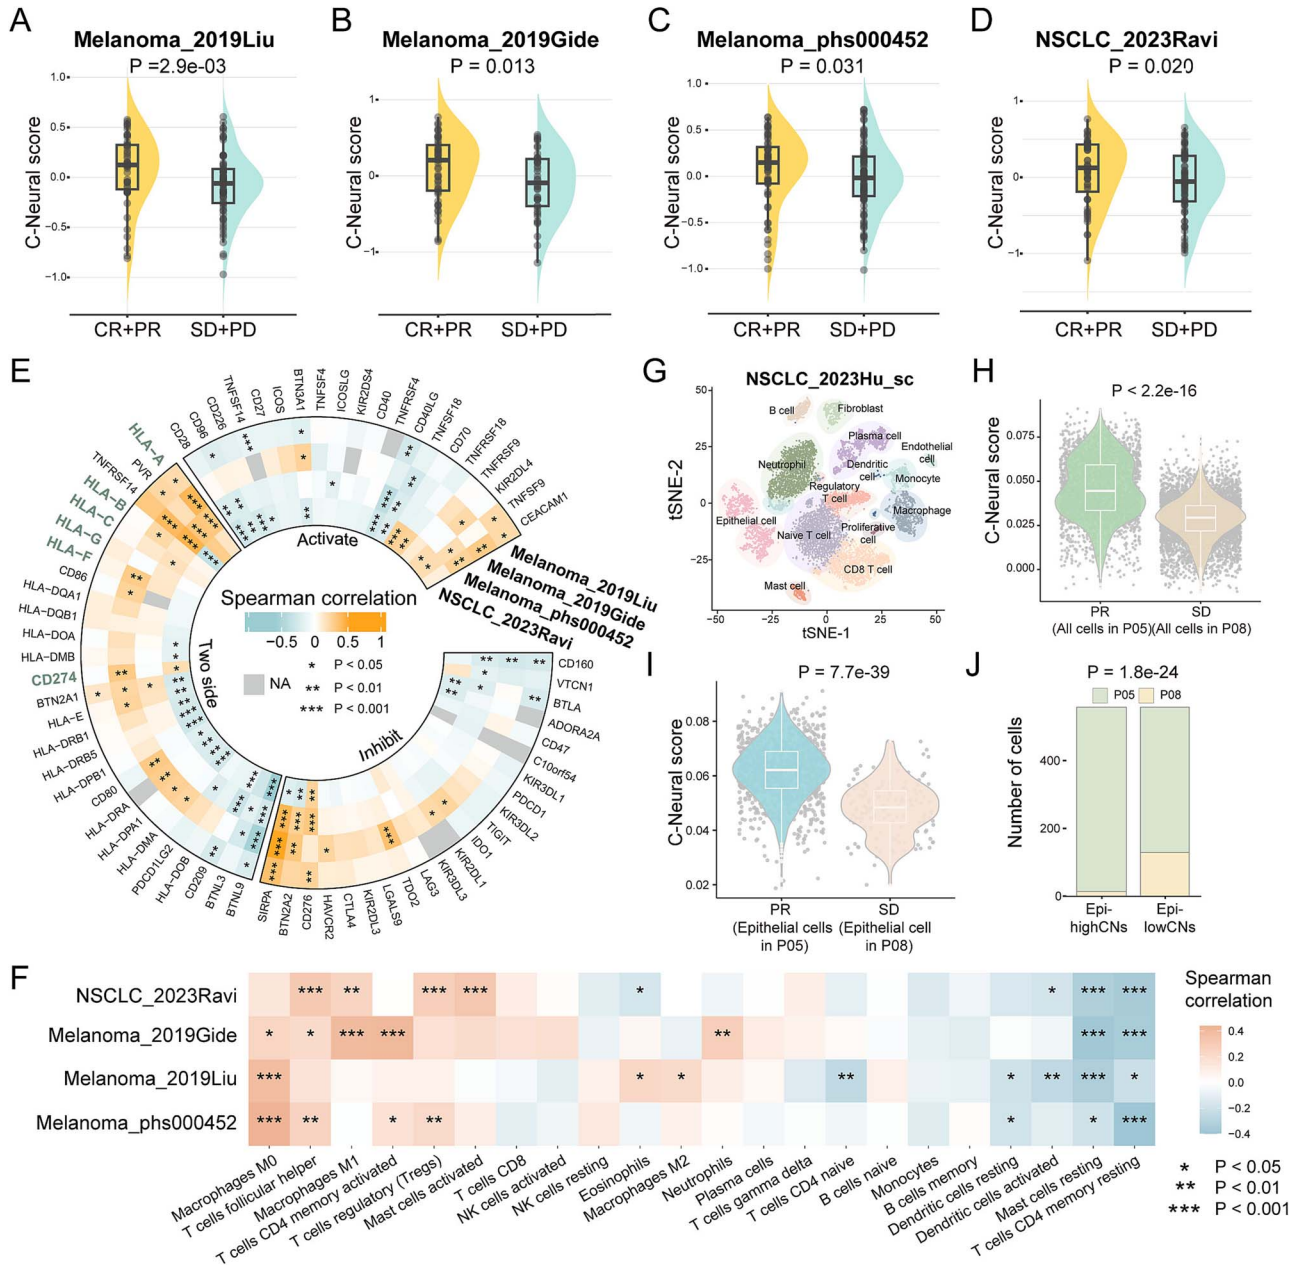 A
Melanoma_2019Liu
P =2.9e-03
C-Neural score
1.0
0.5
0.0
−0.5
−1.0
CR+PR
SD+PD
B
Melanoma_2019Gide
P = 0.013
C-Neural score
1
0
−1
CR+PR
SD+PD
C
Melanoma_phs000452
P = 0.031
C-Neural score
1.0
0.5
0.0
−0.5
−1.0
CR+PR
SD+PD
D
NSCLC_2023Ravi
P = 0.020
C-Neural score
1
0
−1
CR+PR
SD+PD
E
HLA−A
PVR
TNFRSF14
HLA−B
HLA−C
HLA−G
HLA−F
CD86
HLA−DQA1
HLA−DQB1
HLA−DOA
HLA−DMB
CD274
BTN2A1
HLA−E
HLA−DRB1
HLA−DRB5
HLA−DPB1
CD80
HLA−DRA
HLA−DPA1
HLA−DMA
PDCD1LG2
HLA−DOB
CD209
BTNL3
BTNL9
SIRPA
BTN2A2
CD276
HAVCR2
CTLA4
KIR2DL3
LGALS9
TDO2
LAG3
KIR3DL3
KIR2DL1
IDO1
TIGIT
KIR3DL2
PDCD1
KIR3DL1
C10orf54
CD47
ADORA2A
BTLA
VTCN1
CD160
CD28
CD96
CD226
TNFSF14
CD27
ICOS
BTN3A1
TNFSF4
ICOSLG
KIR2DS4
CD40
TNFRSF4
CD40LG
TNFSF18
CD70
TNFRSF18
TNFRSF9
KIR2DL4
TNFSF9
CEACAM1
Activate
Two side
Inhibit
Melanoma_2019Liu
Melanoma_2019Gide
Melanoma_phs000452
NSCLC_2023Ravi
Spearman correlation
−0.5 0 0.5 1
* P < 0.05
** P < 0.01
*** P < 0.001
NA
G
NSCLC_2023Hu_sc
tSNE-2
50
25
0
−25
−50 −25 0 25 50
tSNE-1
B cell
Fibroblast
Plasma cell
Endothelial
cell
Neutrophil
Dendritic
cell
Monocyte
Regulatory
T cell
Macrophage
Epithelial cell
Proliferative
cell
Naive T cell
CD8 T cell
Mast cell
H
P < 2.2e-16
C-Neural score
0.075
0.050
0.025
0.000
PR
(All cells in P05)
SD
(All cells in P08)
I
P = 7.7e-39
C-Neural score
0.08
0.06
0.04
0.02
PR
(Epithelial cells
in P05)
SD
(Epithelial cell
in P08)
J
P = 1.8e-24
P05 P08
Number of cells
400
200
0
Epi-
highCNs
Epi-
lowCNs
F
NSCLC_2023Ravi
Melanoma_2019Gide
Melanoma_2019Liu
Melanoma_phs000452
Macrophages M0
T cells follicular helper
Macrophages M1
T cells CD4 memory activated
T cells regulatory (Tregs)
Mast cells activated
T cells CD8
NK cells activated
NK cells resting
Eosinophils
Macrophages M2
Neutrophils
Plasma cells
T cells gamma delta
T cells CD4 naive
B cells naive
Monocytes
B cells memory
Dendritic cells resting
Dendritic cells activated
Mast cells resting
T cells CD4 memory resting
Spearman
correlation
0.4
0.2
0.0
−0.2
−0.4
* P < 0.05
** P < 0.01
*** P < 0.001